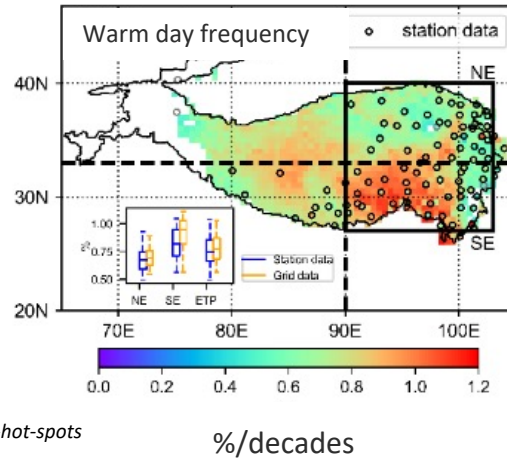 Warm day frequency
station data
40N
NE
30N
1.00
0.75
0.50
%
Station data
Grid data
NE SE ETP
SE
20N
70E 80E 90E 100E
0.0 0.2 0.4 0.6 0.8 1.0 1.2
hot-spots
%/decades